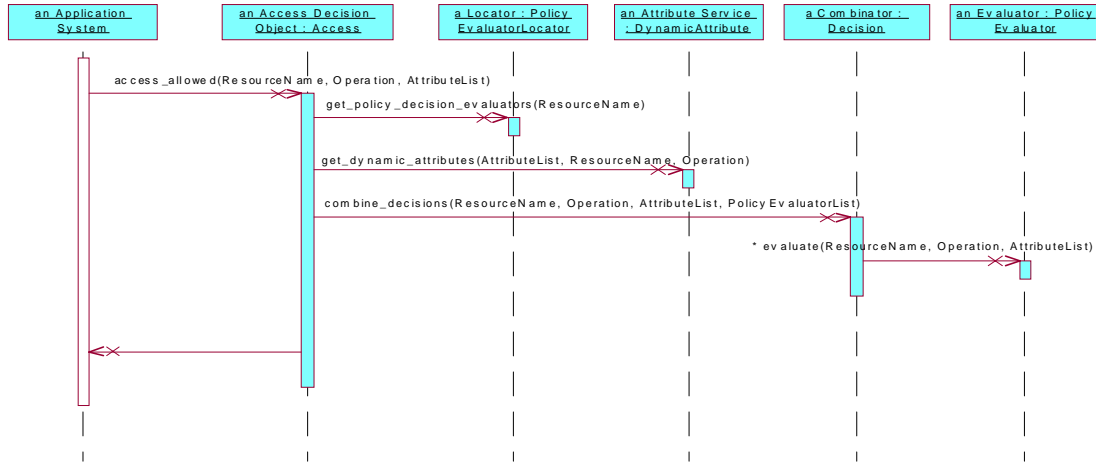 an Application
System
an Access Decision
Object : Access
a Locator : Policy
EvaluatorLocator
an Attribute Service
: DynamicAttribute
a Combinator :
Decision
an Evaluator : Policy
Evaluator
access_allowed(ResourceName, Operation, AttributeList)
get_policy_decision_evaluators(ResourceName)
get_dynamic_attributes(AttributeList, ResourceName, Operation)
combine_decisions(ResourceName, Operation, AttributeList, PolicyEvaluatorList)
* evaluate(ResourceName, Operation, AttributeList)